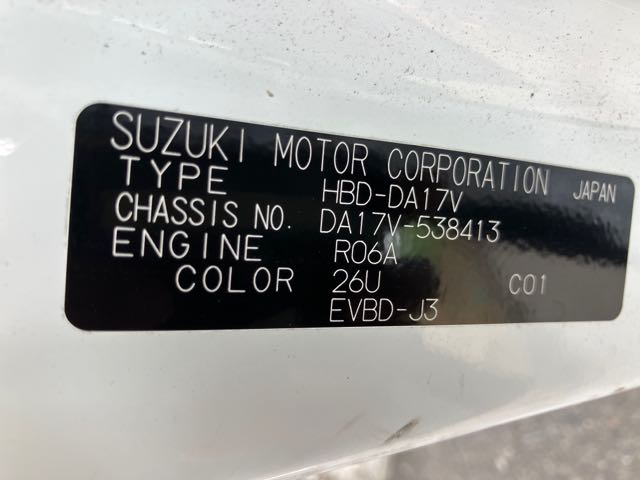 SUZUKI MOTOR CORPORATION JAPAN
TYPE HBD-DA17V
CHASSIS NO. DA17V-538413
ENGINE R06A
COLOR 26U C01
EVBD-J3